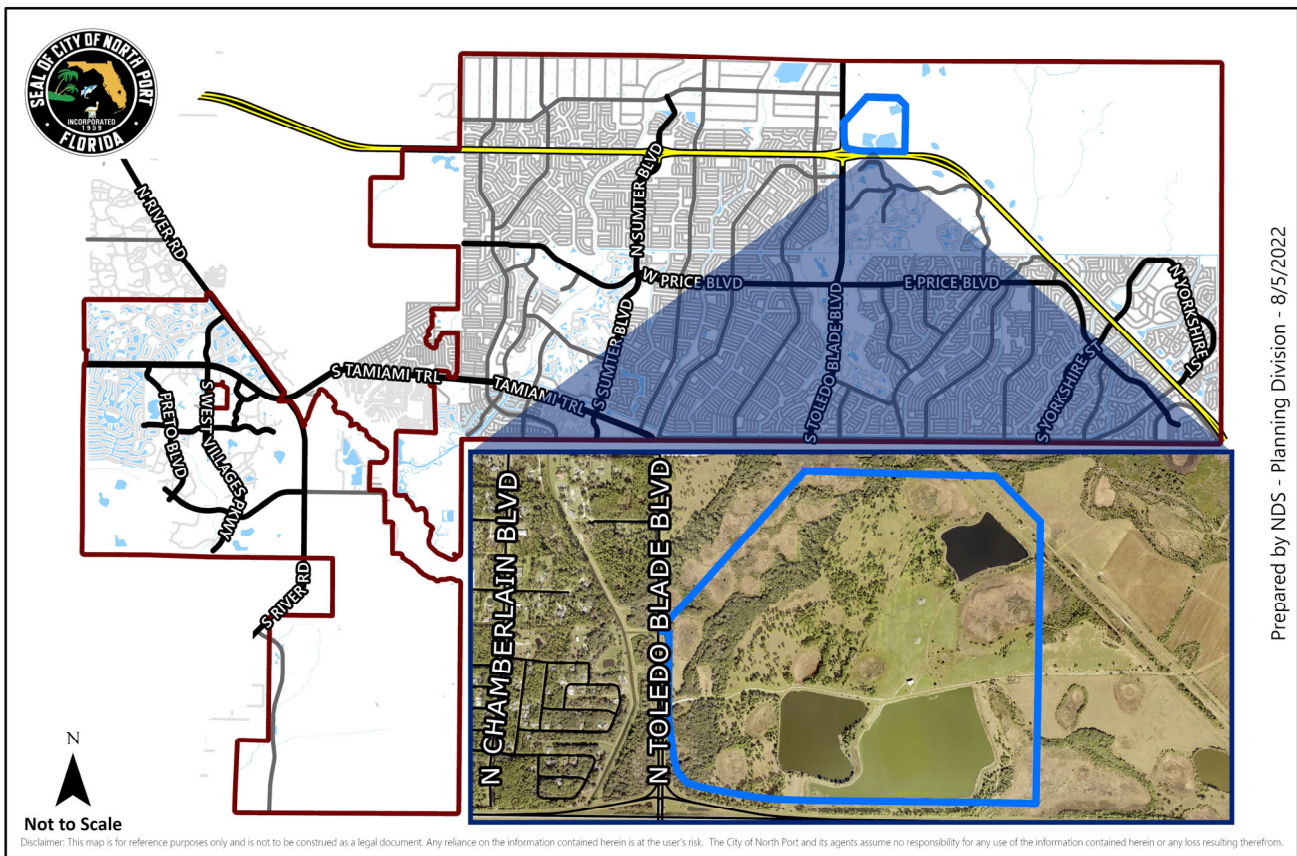 SEAL OF CITY OF NORTH PORT
INCORPORATED
1959
FLORIDA
N RIVER RD
N SUMTER BLVD
W PRICE BLVD
E PRICE BLVD
N YORKSHIRE ST
S TOLEDO BLADE BLVD
S SUMTER BLVD
S YORKSHIRE ST
S TAMIAMI TRL
TAMIAMI TRL
S WEST VILLAGES PKWY
PRETO BLVD
S RIVER RD
N CHAMBERLAIN BLVD
N TOLEDO BLADE BLVD
Prepared by NDS - Planning Division - 8/5/2022
N
Not to Scale
Disclaimer: This map is for reference purposes only and is not to be construed as a legal document. Any reliance on the information contained herein is at the user's risk. The City of North Port and its agents assume no responsibility for any use of the information contained herein or any loss resulting therefrom.